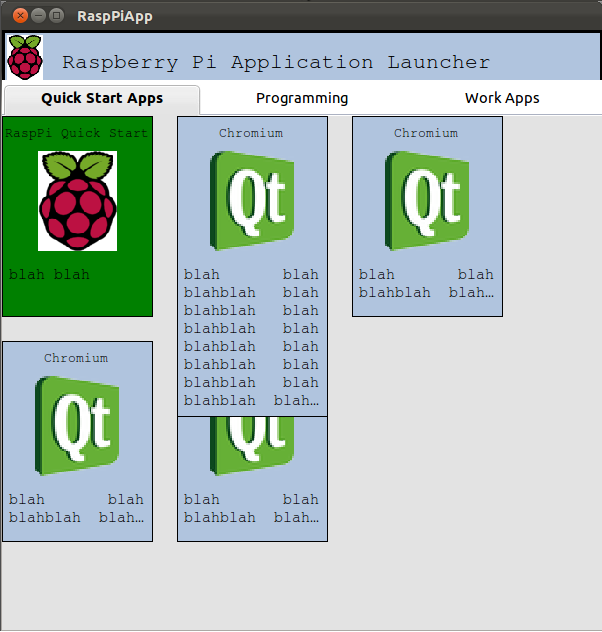 RaspPiApp
Raspberry Pi Application Launcher
Quick Start Apps Programming Work Apps
RaspPi Quick Start
blah blah
Chromium
Qt
blah blah
blahblah blah
blahblah blah
blahblah blah
blahblah blah
blahblah blah
blahblah blah
blahblah blah…
Chromium
Qt
blah blah
blahblah blah…
Chromium
Qt
blah blah
blahblah blah…
Qt
blah blah
blahblah blah…